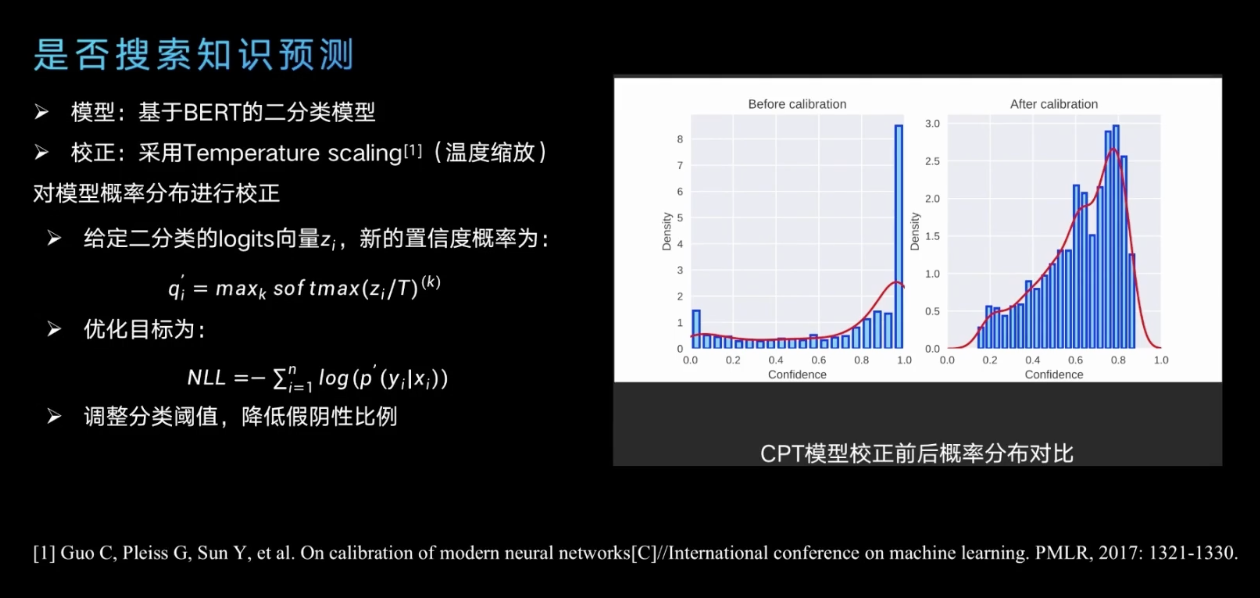 是否搜索知识预测
➢ 模型：基于BERT的二分类模型
➢ 校正：采用Temperature scaling[1]（温度缩放）
对模型概率分布进行校正
➢ 给定二分类的logits向量zᵢ，新的置信度概率为：
qᵢ′ = maxₖ softmax(zᵢ/T)⁽ᵏ⁾
➢ 优化目标为：
NLL =− ∑ⁿᵢ₌₁ log(p′(yᵢ|xᵢ))
➢ 调整分类阈值，降低假阴性比例
Before calibration
Density
8
7
6
5
4
3
2
1
0
0.0 0.2 0.4 0.6 0.8 1.0
Confidence
After calibration
Density
3.0
2.5
2.0
1.5
1.0
0.5
0.0
0.0 0.2 0.4 0.6 0.8 1.0
Confidence
CPT模型校正前后概率分布对比
[1] Guo C, Pleiss G, Sun Y, et al. On calibration of modern neural networks[C]//International conference on machine learning. PMLR, 2017: 1321-1330.